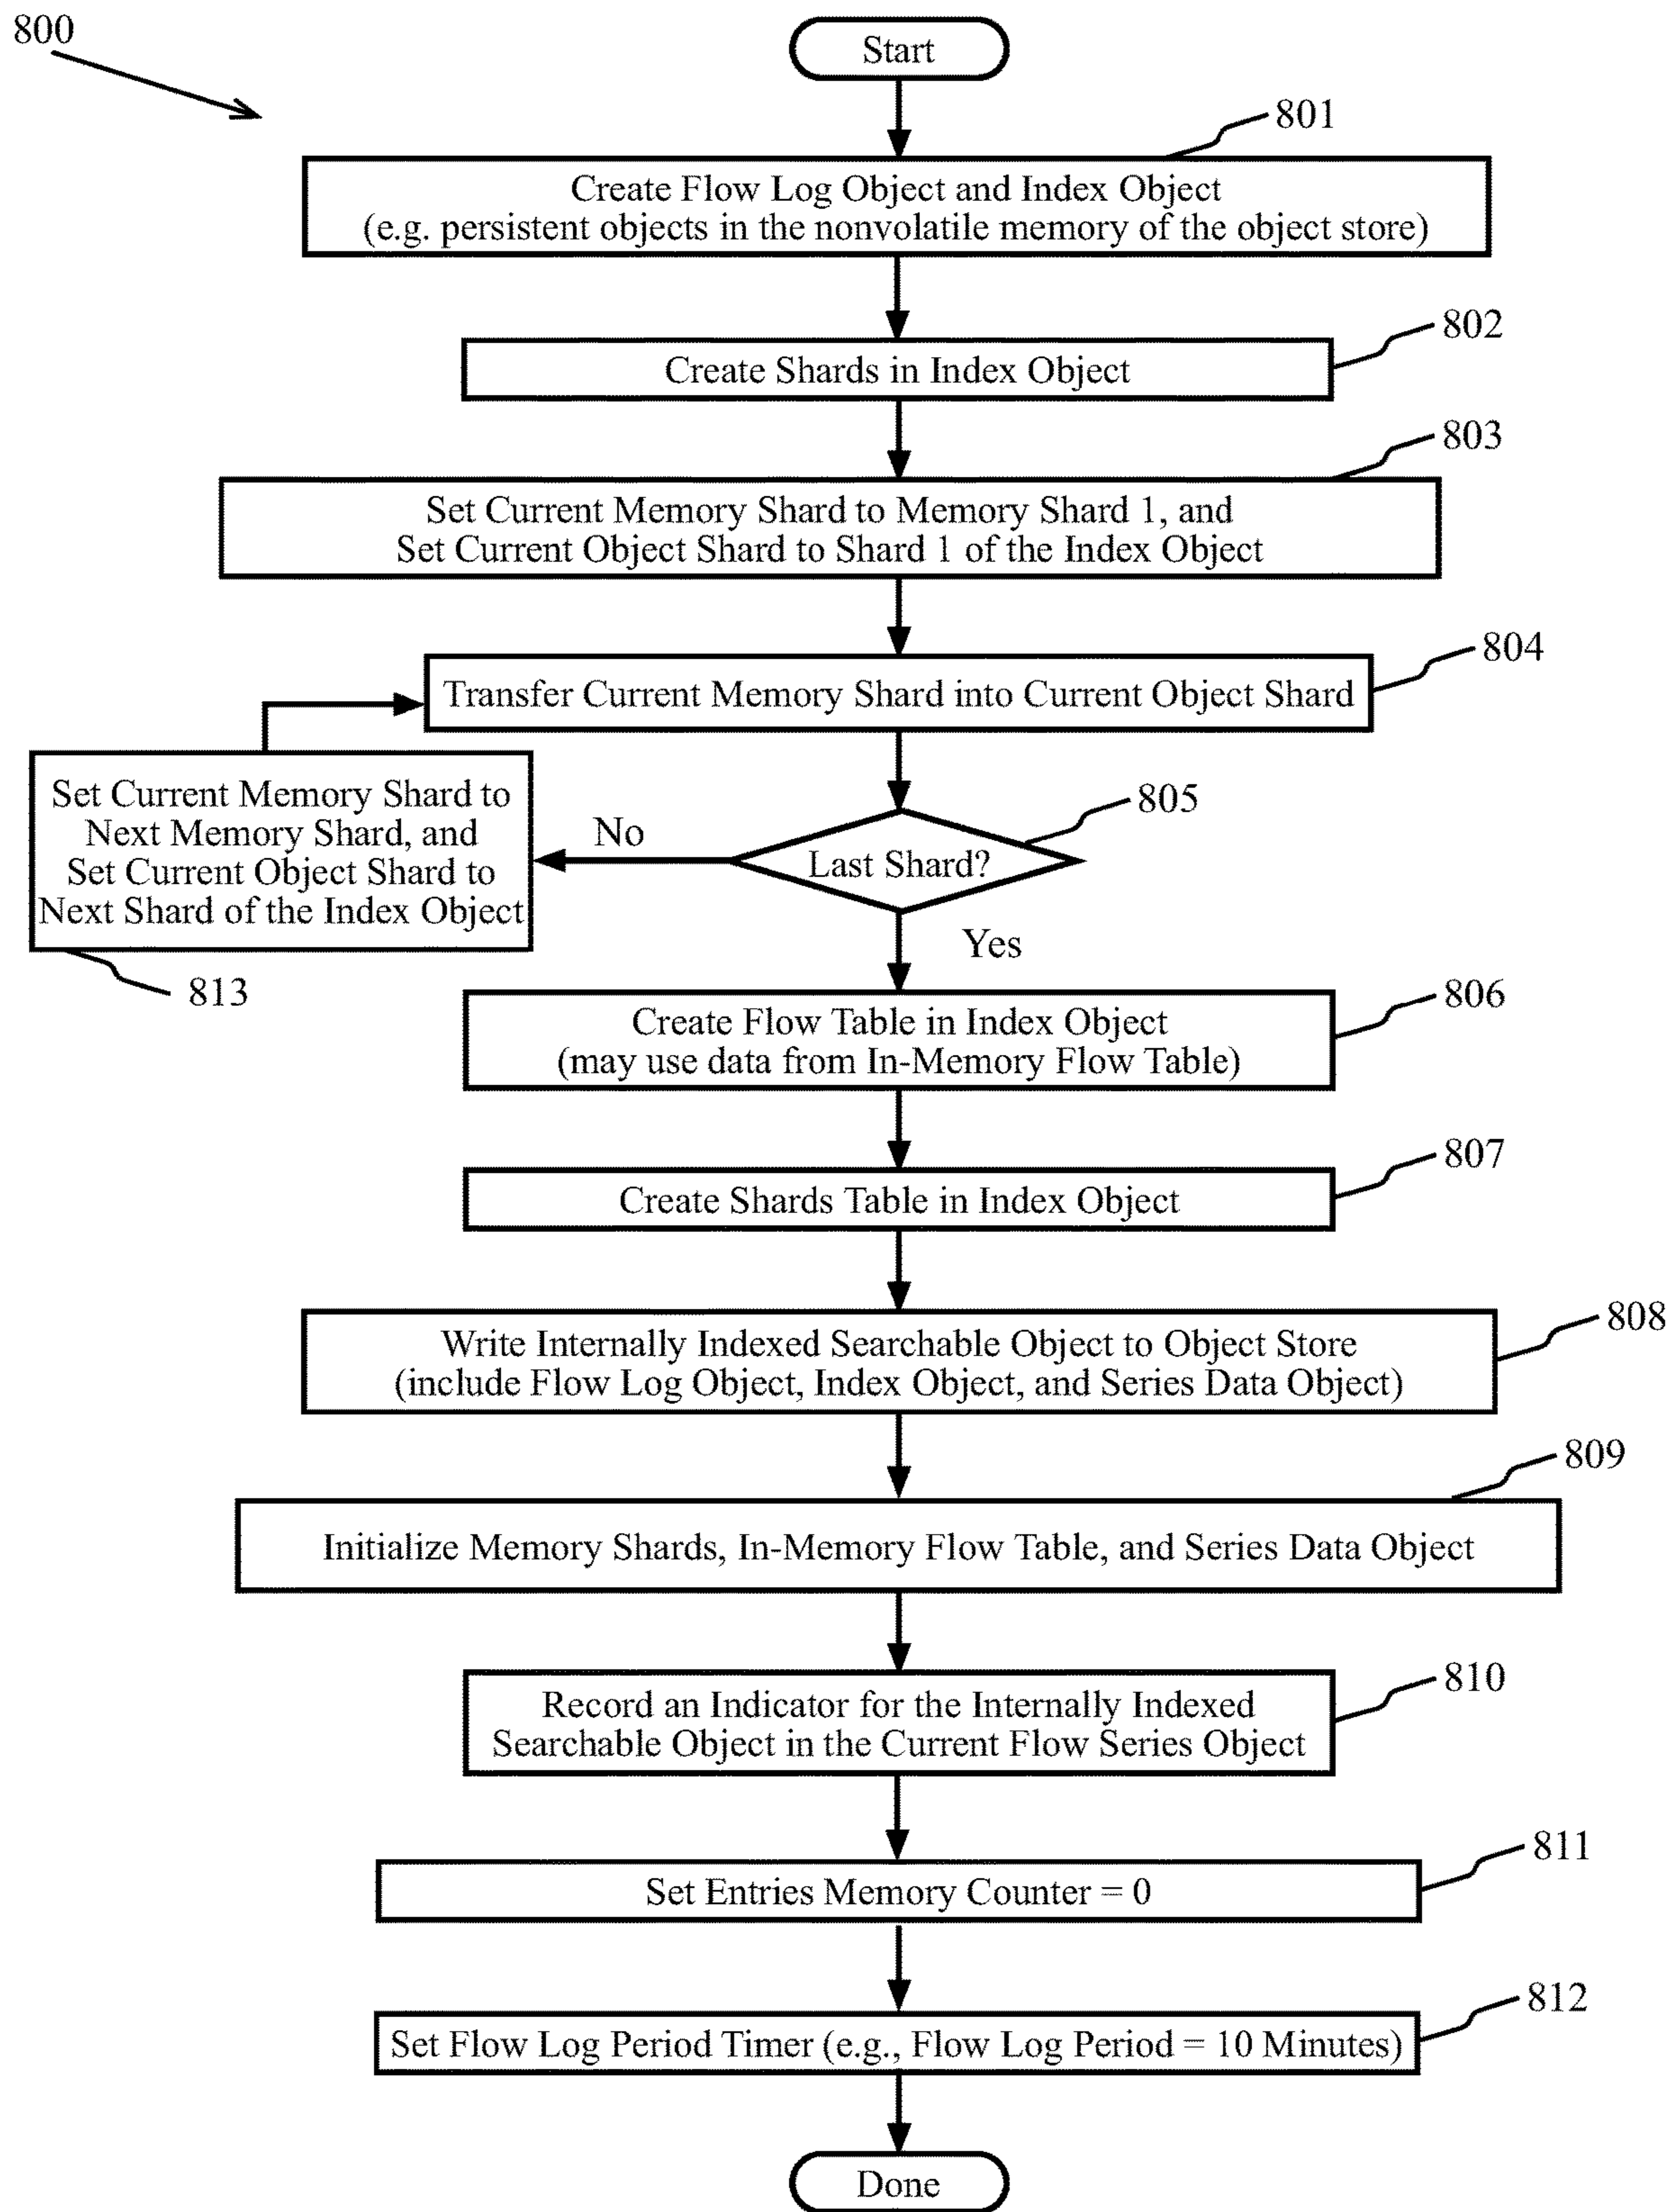 800
Start
801
Create Flow Log Object and Index Object
(e.g. persistent objects in the nonvolatile memory of the object store)
802
Create Shards in Index Object
803
Set Current Memory Shard to Memory Shard 1, and
Set Current Object Shard to Shard 1 of the Index Object
804
Transfer Current Memory Shard into Current Object Shard
805
Last Shard?
No
Set Current Memory Shard to
Next Memory Shard, and
Set Current Object Shard to
Next Shard of the Index Object
813
Yes
806
Create Flow Table in Index Object
(may use data from In-Memory Flow Table)
807
Create Shards Table in Index Object
808
Write Internally Indexed Searchable Object to Object Store
(include Flow Log Object, Index Object, and Series Data Object)
809
Initialize Memory Shards, In-Memory Flow Table, and Series Data Object
810
Record an Indicator for the Internally Indexed
Searchable Object in the Current Flow Series Object
811
Set Entries Memory Counter = 0
812
Set Flow Log Period Timer (e.g., Flow Log Period = 10 Minutes)
Done